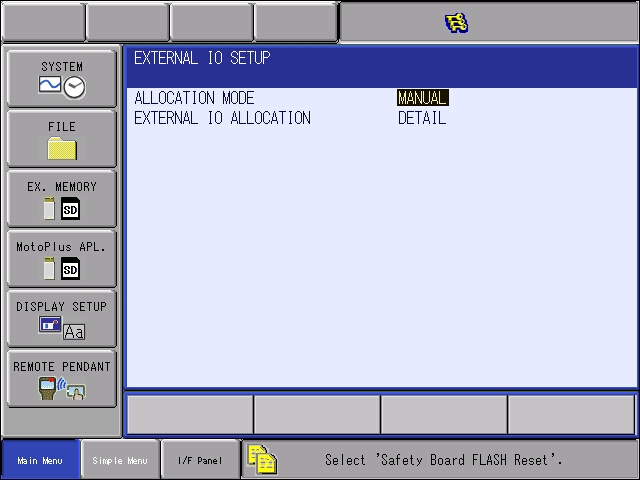 EXTERNAL IO SETUP
ALLOCATION MODE MANUAL
EXTERNAL IO ALLOCATION DETAIL
SYSTEM
FILE
EX. MEMORY
SD
MotoPlus APL.
SD
DISPLAY SETUP
Aa
REMOTE PENDANT
Main Menu
Simple Menu
I/F Panel
Select 'Safety Board FLASH Reset'.